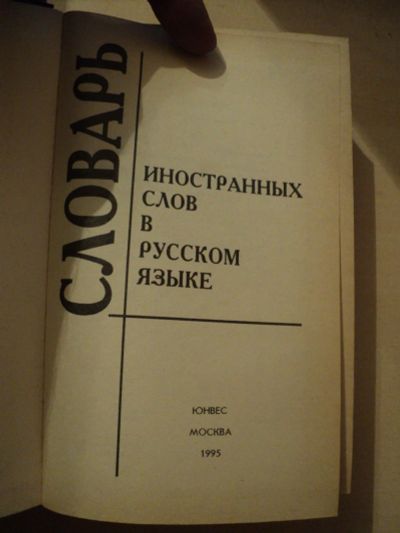 СЛОВАРЬ
ИНОСТРАННЫХ
СЛОВ
В
РУССКОМ
ЯЗЫКЕ
ЮНВЕС
МОСКВА
1995